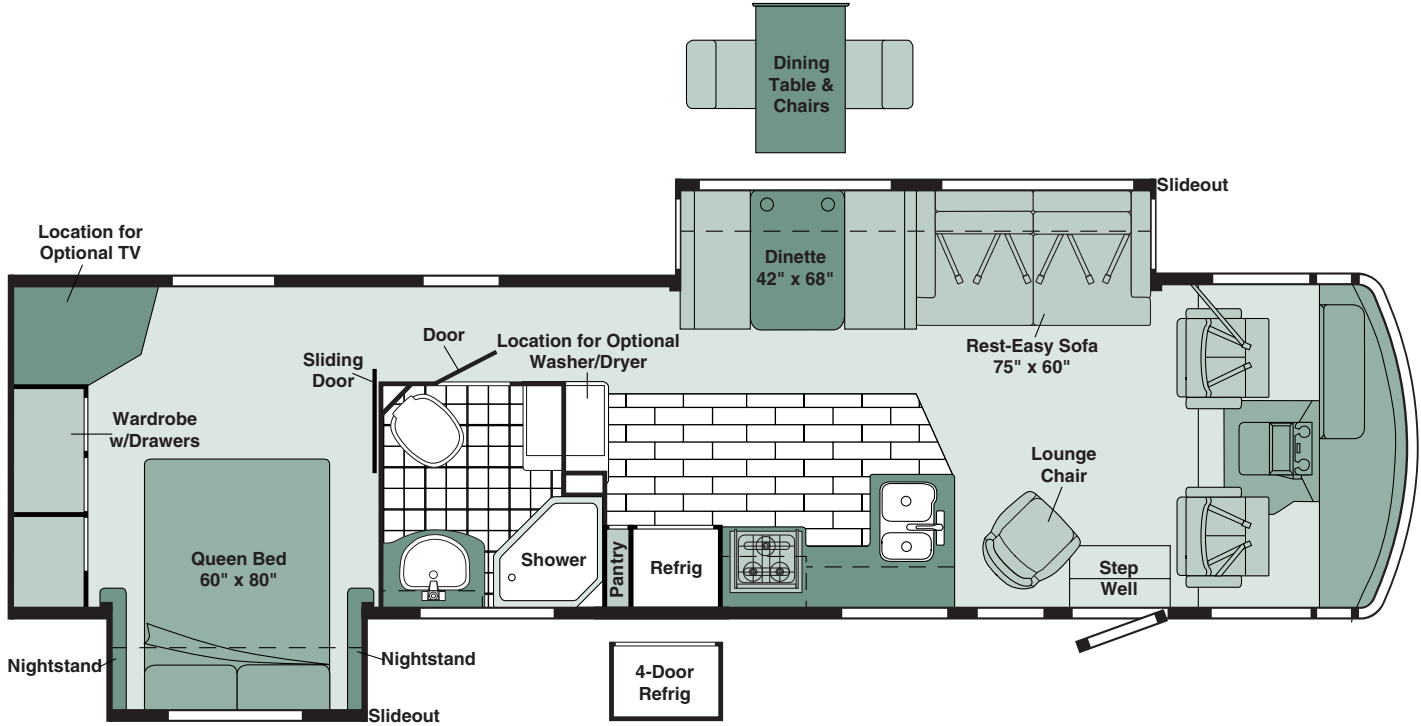 Dining
Table &
Chairs
Slideout
Location for
Optional TV
Dinette
42" x 68"
Door
Location for Optional
Washer/Dryer
Sliding
Door
Rest-Easy Sofa
75" x 60"
Wardrobe
w/Drawers
Lounge
Chair
Queen Bed
60" x 80"
Shower
Pantry
Refrig
Step
Well
Nightstand
Nightstand
4-Door
Refrig
Slideout